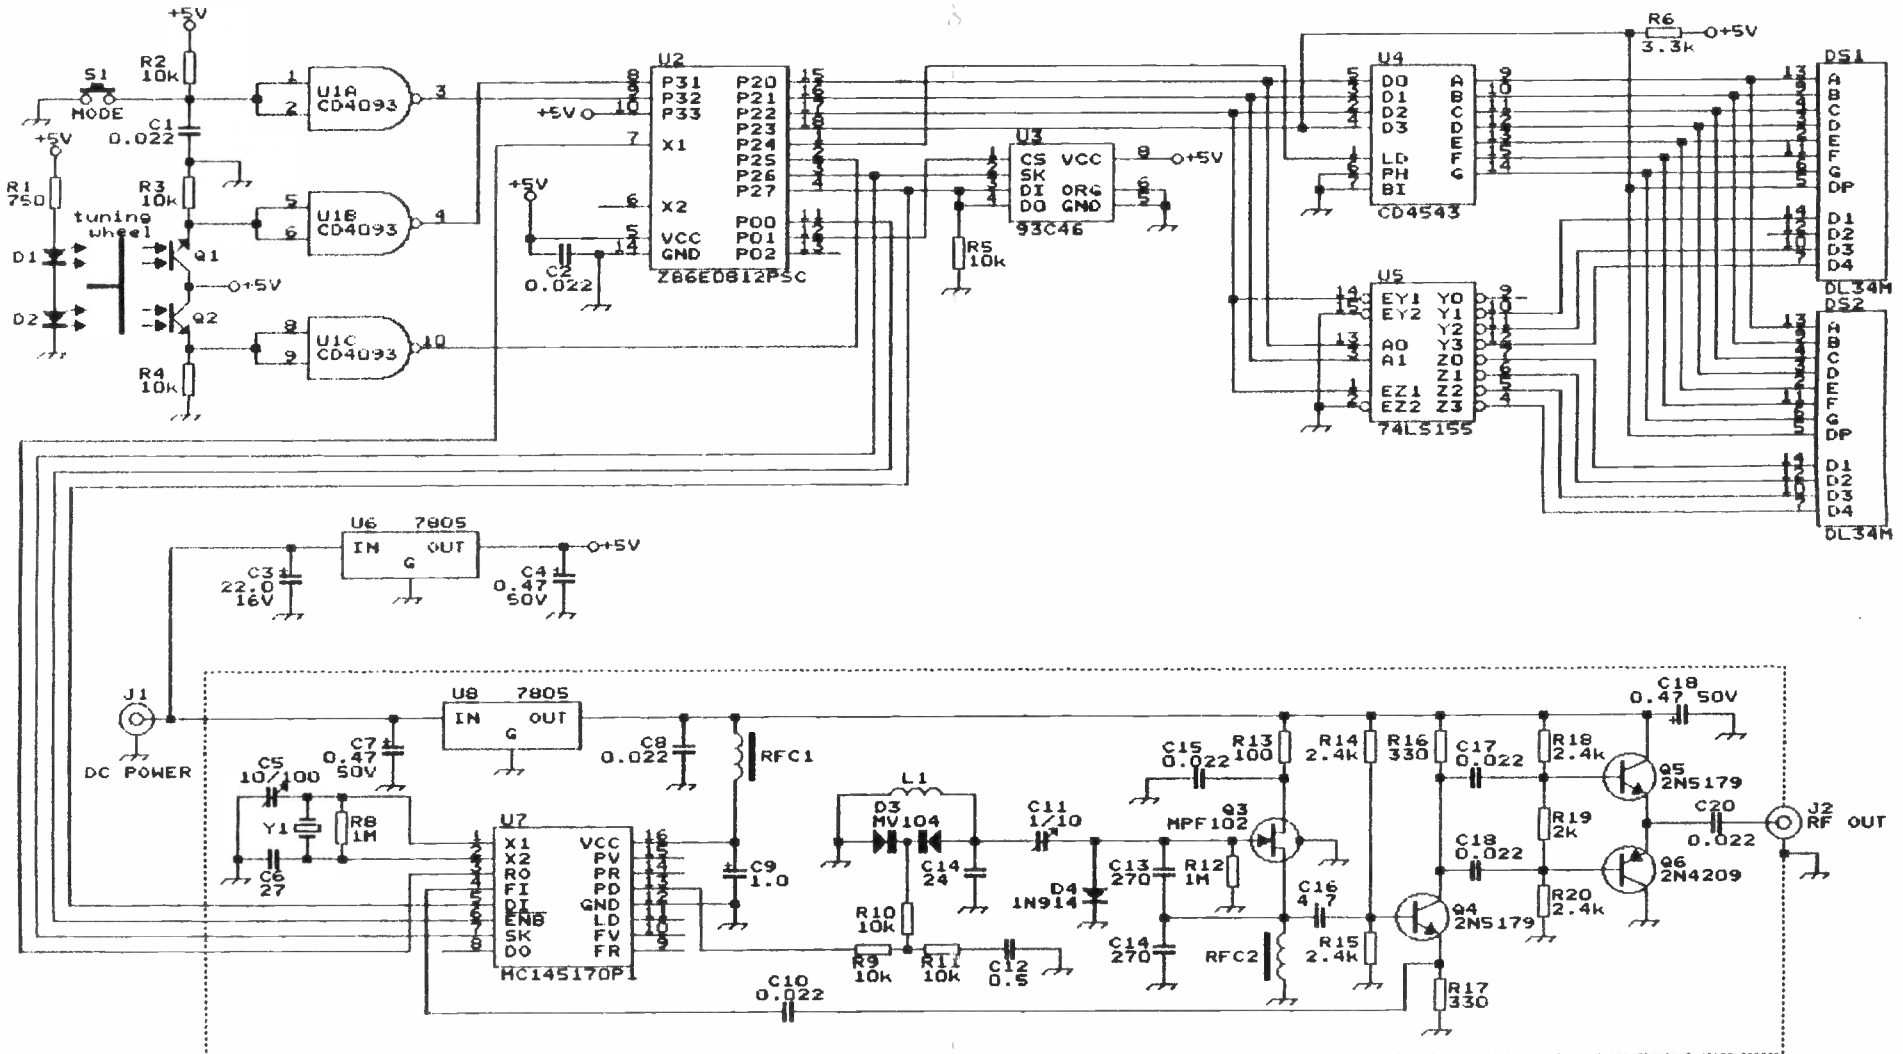 +5V
R2
10k
S1
MODE
+5V
C1
0.022
R1
750
R3
10k
tuning
wheel
D1
D2
Q1
+5V
Q2
R4
10k
1
2
U1A
CD4093
3
5
6
U1B
CD4093
4
8
9
U1C
CD4093
10
U2
P31
P32
P33
X1
X2
VCC
GND
P20
P21
P22
P23
P24
P25
P26
P27
P00
P01
P02
+5V
7
6
+5V
C2
0.022
U3
CS
SK
DI
DO
VCC
ORG
GND
8
+5V
93C46
R5
10k
R6
3.3k
+5V
U4
D0
D1
D2
D3
LD
PH
BI
A
B
C
D
E
F
G
CD4543
U5
EY1
EY2
A0
A1
EZ1
EZ2
Y0
Y1
Y2
Y3
Z0
Z1
Z2
Z3
74LS155
DS1
A
B
C
D
E
F
G
DP
D1
D2
D3
D4
DL34M
DS2
A
B
C
D
E
F
G
DP
D1
D2
D3
D4
DL34M
U6 7805
IN OUT
G
C3
22.0
16V
C4
0.47
50V
+5V
J1
DC POWER
U8 7805
IN OUT
G
C7
0.47
50V
C5
10/100
Y1
R8
1M
C6
27
C8
0.022
RFC1
U7
X1
X2
RO
FI
DI
ENB
SK
DO
VCC
PV
PR
PD
GND
LD
FV
FR
MC145170P1
C9
1.0
L1
D3
MV104
C14
24
R10
10k
R9
10k
R11
10k
C12
0.5
C10
0.022
C11
1/10
D4
1N914
C13
270
C14
270
C15
0.022
R13
100
Q3
MPF102
R12
1M
C16
4.7
RFC2
R14
2.4k
R15
2.4k
R16
330
Q4
2N5179
R17
330
C17
0.022
C18
0.022
R18
2.4k
R19
2k
R20
2.4k
C18
0.47 50V
Q5
2N5179
Q6
2N4209
C20
0.022
J2
RF OUT